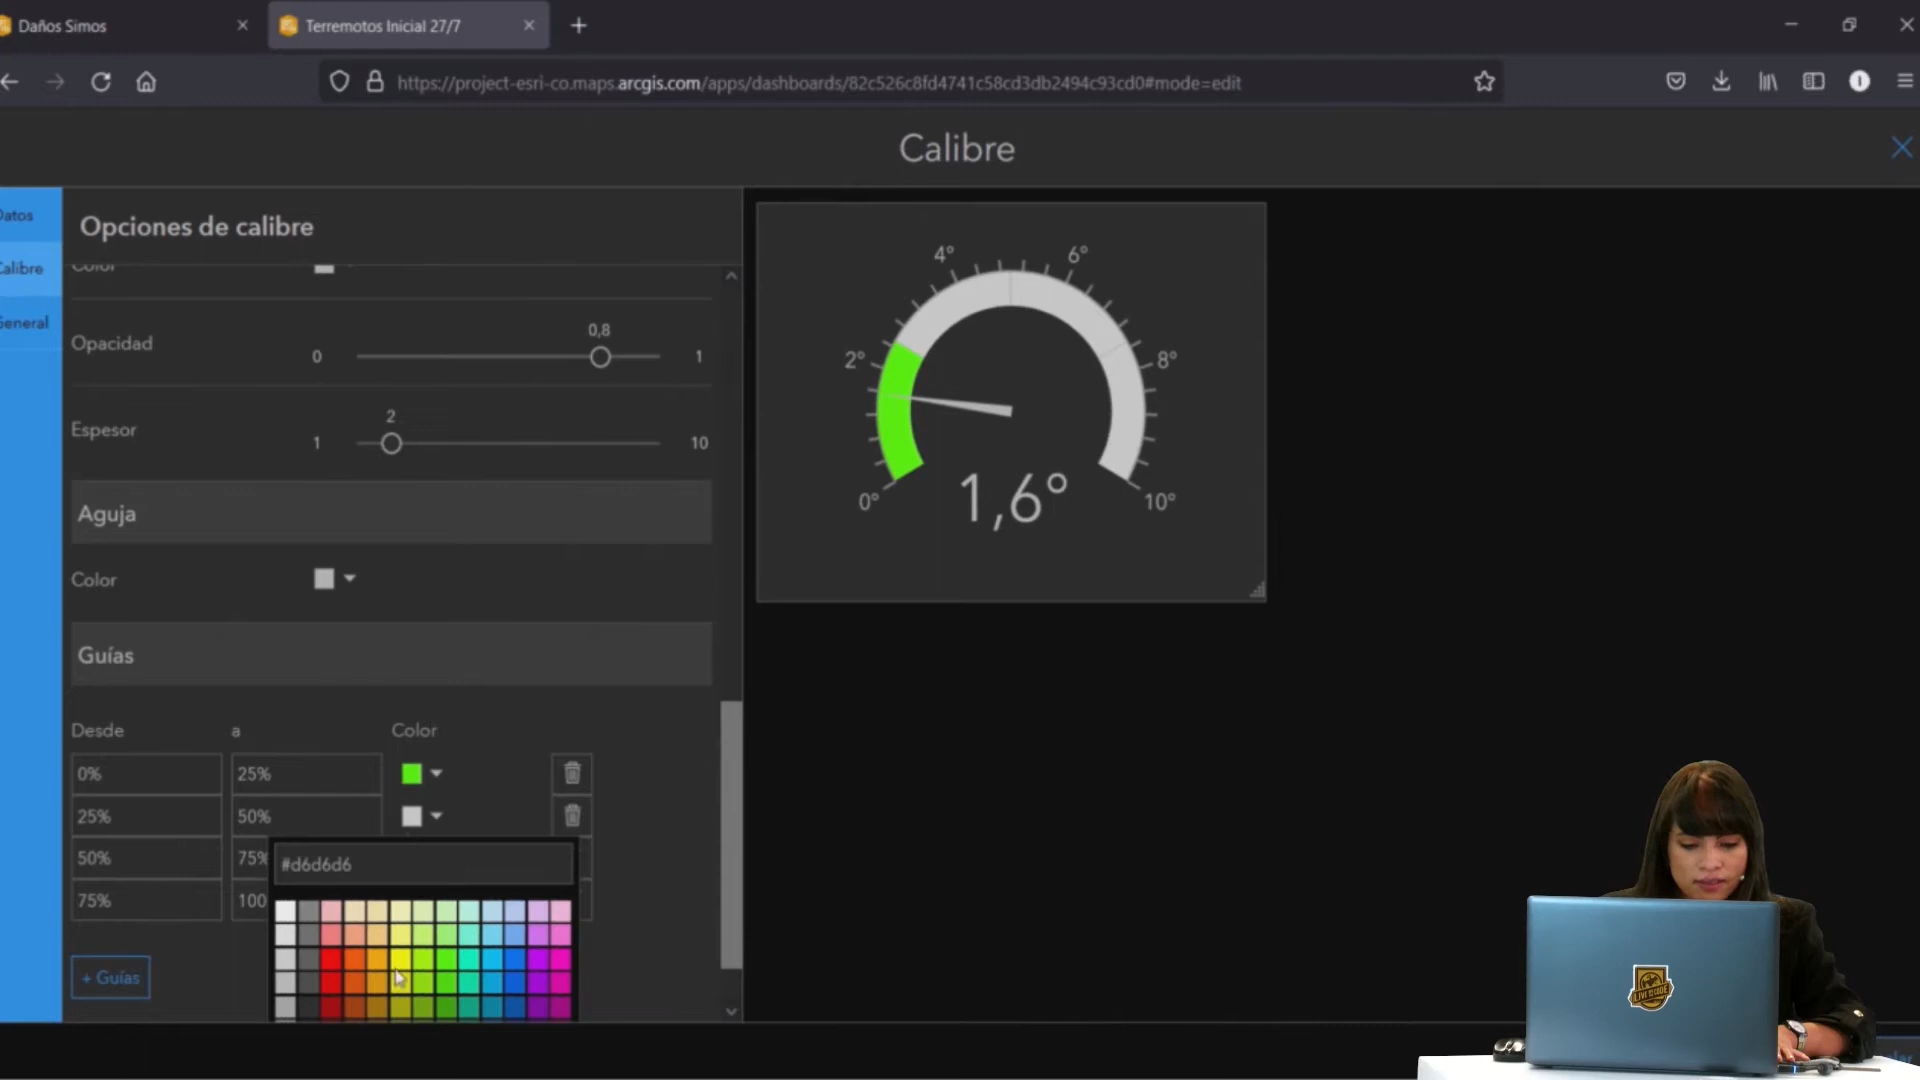 Daños Simos
Terremotos Inicial 27/7
https://project-esri-co.maps.arcgis.com/apps/dashboards/82c526c8fd4741c58cd3db2494c93cd0#mode=edit
Calibre
Datos
Calibre
General
Opciones de calibre
Color
Opacidad
0
0,8
1
Espesor
1
2
10
Aguja
Color
Guías
Desde a Color
0% 25%
25% 50%
50% 75%
75% 100
#d6d6d6
+ Guías
0°
2°
4°
6°
8°
10°
1,6°
LIVE CODE